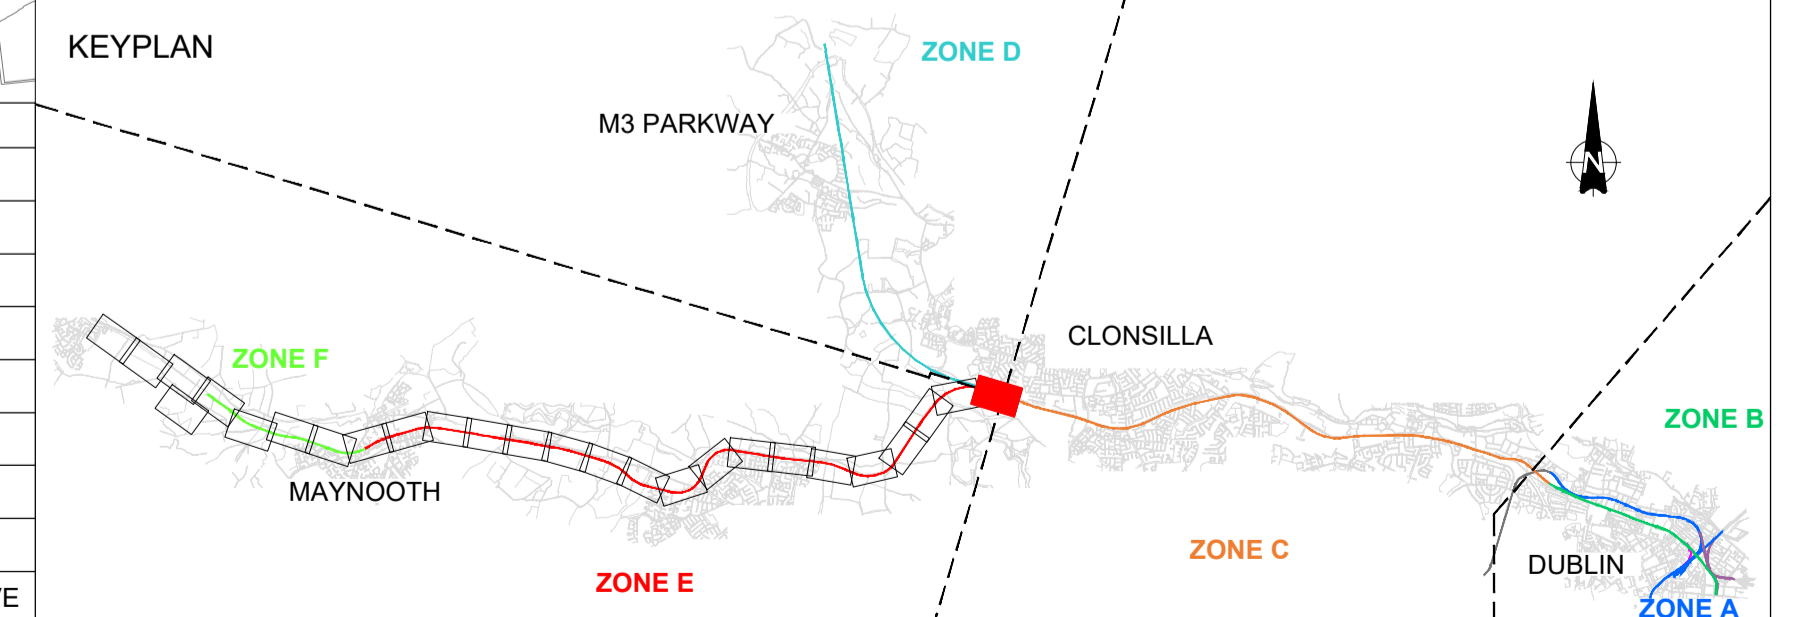 KEYPLAN
ZONE D
M3 PARKWAY
N
CLONSILLA
ZONE F
ZONE B
MAYNOOTH
ZONE C
DUBLIN
ZONE E
ZONE A